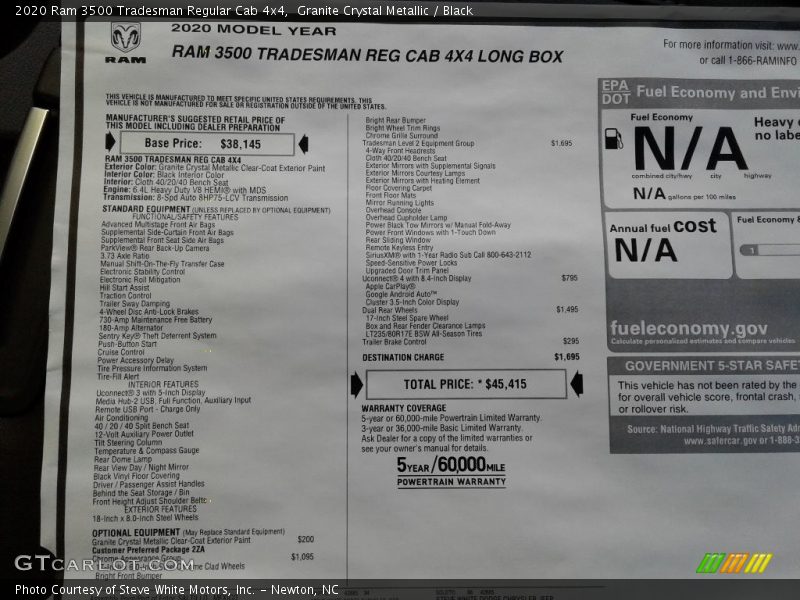 2020 Ram 3500 Tradesman Regular Cab 4x4, Granite Crystal Metallic / Black
RAM
2020 MODEL YEAR
RAM 3500 TRADESMAN REG CAB 4X4 LONG BOX
For more information visit: www.
or call 1-866-RAMINFO
THIS VEHICLE IS MANUFACTURED TO MEET SPECIFIC UNITED STATES REQUIREMENTS. THIS
VEHICLE IS NOT MANUFACTURED FOR SALE OR REGISTRATION OUTSIDE OF THE UNITED STATES.
MANUFACTURER'S SUGGESTED RETAIL PRICE OF
THIS MODEL INCLUDING DEALER PREPARATION
Base Price: $38,145
RAM 3500 TRADESMAN REG CAB 4X4
Exterior Color: Granite Crystal Metallic Clear-Coat Exterior Paint
Interior Color: Black Interior Color
Interior: Cloth 40/20/40 Bench Seat
Engine: 6.4L Heavy Duty V8 HEMI® with MDS
Transmission: 8-Spd Auto 8HP75-LCV Transmission
STANDARD EQUIPMENT (UNLESS REPLACED BY OPTIONAL EQUIPMENT)
FUNCTIONAL/SAFETY FEATURES
Advanced Multistage Front Air Bags
Supplemental Side-Curtain Front Air Bags
Supplemental Front Seat Side Air Bags
ParkView® Rear Back-Up Camera
3.73 Axle Ratio
Manual Shift-On-The-Fly Transfer Case
Electronic Stability Control
Electronic Roll Mitigation
Hill Start Assist
Traction Control
Trailer Sway Damping
4-Wheel Disc Anti-Lock Brakes
730-Amp Maintenance Free Battery
180-Amp Alternator
Sentry Key® Theft Deterrent System
Push-Button Start
Cruise Control
Power Accessory Delay
Tire Pressure Information System
Tire-Fill Alert
INTERIOR FEATURES
Uconnect® 3 with 5-Inch Display
Media Hub-2 USB, Full Function, Auxiliary Input
Remote USB Port - Charge Only
Air Conditioning
40 / 20 / 40 Split Bench Seat
12-Volt Auxiliary Power Outlet
Tilt Steering Column
Temperature & Compass Gauge
Rear Dome Lamp
Rear View Day / Night Mirror
Black Vinyl Floor Covering
Driver / Passenger Assist Handles
Behind the Seat Storage / Bin
Front Height Adjust Shoulder Belts
EXTERIOR FEATURES
18-Inch x 8.0-Inch Steel Wheels
OPTIONAL EQUIPMENT (May Replace Standard Equipment)
Granite Crystal Metallic Clear-Coat Exterior Paint $200
Customer Preferred Package 2ZA
Chrome Appearance Group $1,095
Clad Wheels
Bright Front Bumper
Bright Rear Bumper
Bright Wheel Trim Rings
Chrome Grille Surround
Tradesman Level 2 Equipment Group $1,695
4-Way Front Headrests
Cloth 40/20/40 Bench Seat
Exterior Mirrors with Supplemental Signals
Exterior Mirrors Courtesy Lamps
Exterior Mirrors with Heating Element
Floor Covering Carpet
Front Floor Mats
Mirror Running Lights
Overhead Console
Overhead Cupholder Lamp
Power Black Tow Mirrors w/ Manual Fold-Away
Power Front Windows with 1-Touch Down
Rear Sliding Window
Remote Keyless Entry
SiriusXM® with 1-Year Radio Sub Call 800-643-2112
Speed-Sensitive Power Locks
Upgraded Door Trim Panel
Uconnect® 4 with 8.4-Inch Display $795
Apple CarPlay®
Google Android Auto™
Cluster 3.5-Inch Color Display
Dual Rear Wheels $1,495
17-Inch Steel Spare Wheel
Box and Rear Fender Clearance Lamps
LT235/80R17E BSW All-Season Tires
Trailer Brake Control $295
DESTINATION CHARGE $1,695
TOTAL PRICE: * $45,415
WARRANTY COVERAGE
5-year or 60,000-mile Powertrain Limited Warranty.
3-year or 36,000-mile Basic Limited Warranty.
Ask Dealer for a copy of the limited warranties or
see your owner's manual for details.
5YEAR/60,000MILE
POWERTRAIN WARRANTY
EPA
DOT
Fuel Economy and Envi
Fuel Economy
N/A
combined city/hwy city highway
N/A gallons per 100 miles
Heavy
no labe
Annual fuel cost
N/A
Fuel Economy &
1
fueleconomy.gov
Calculate personalized estimates and compare vehicles
GOVERNMENT 5-STAR SAFET
This vehicle has not been rated by the
for overall vehicle score, frontal crash,
or rollover risk.
Source: National Highway Traffic Safety Ad
www.safercar.gov or 1-888-3
GTCARLOT.COM
Photo Courtesy of Steve White Motors, Inc. – Newton, NC